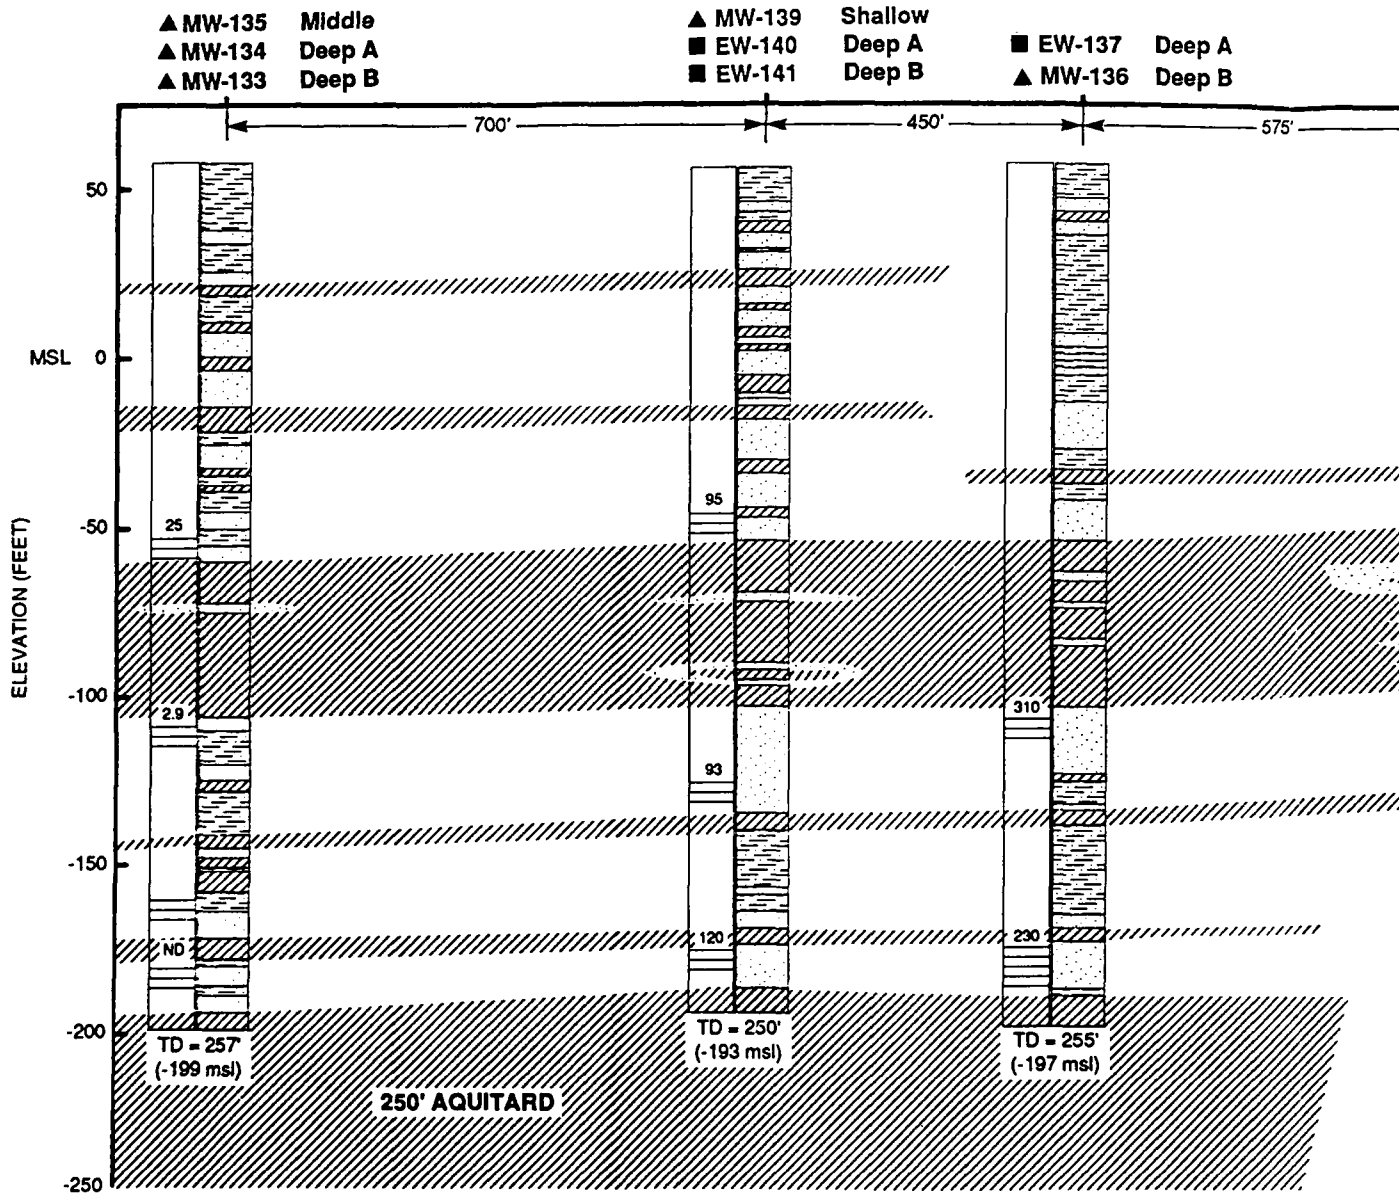 ▲ MW-135 Middle
▲ MW-134 Deep A
▲ MW-133 Deep B
▲ MW-139 Shallow
■ EW-140 Deep A
■ EW-141 Deep B
■ EW-137 Deep A
▲ MW-136 Deep B
700'
450'
575'
50
MSL 0
-50
-100
-150
-200
-250
ELEVATION (FEET)
25
2.9
ND
95
93
120
310
230
TD = 257'
(-199 msl)
TD = 250'
(-193 msl)
TD = 255'
(-197 msl)
250' AQUITARD